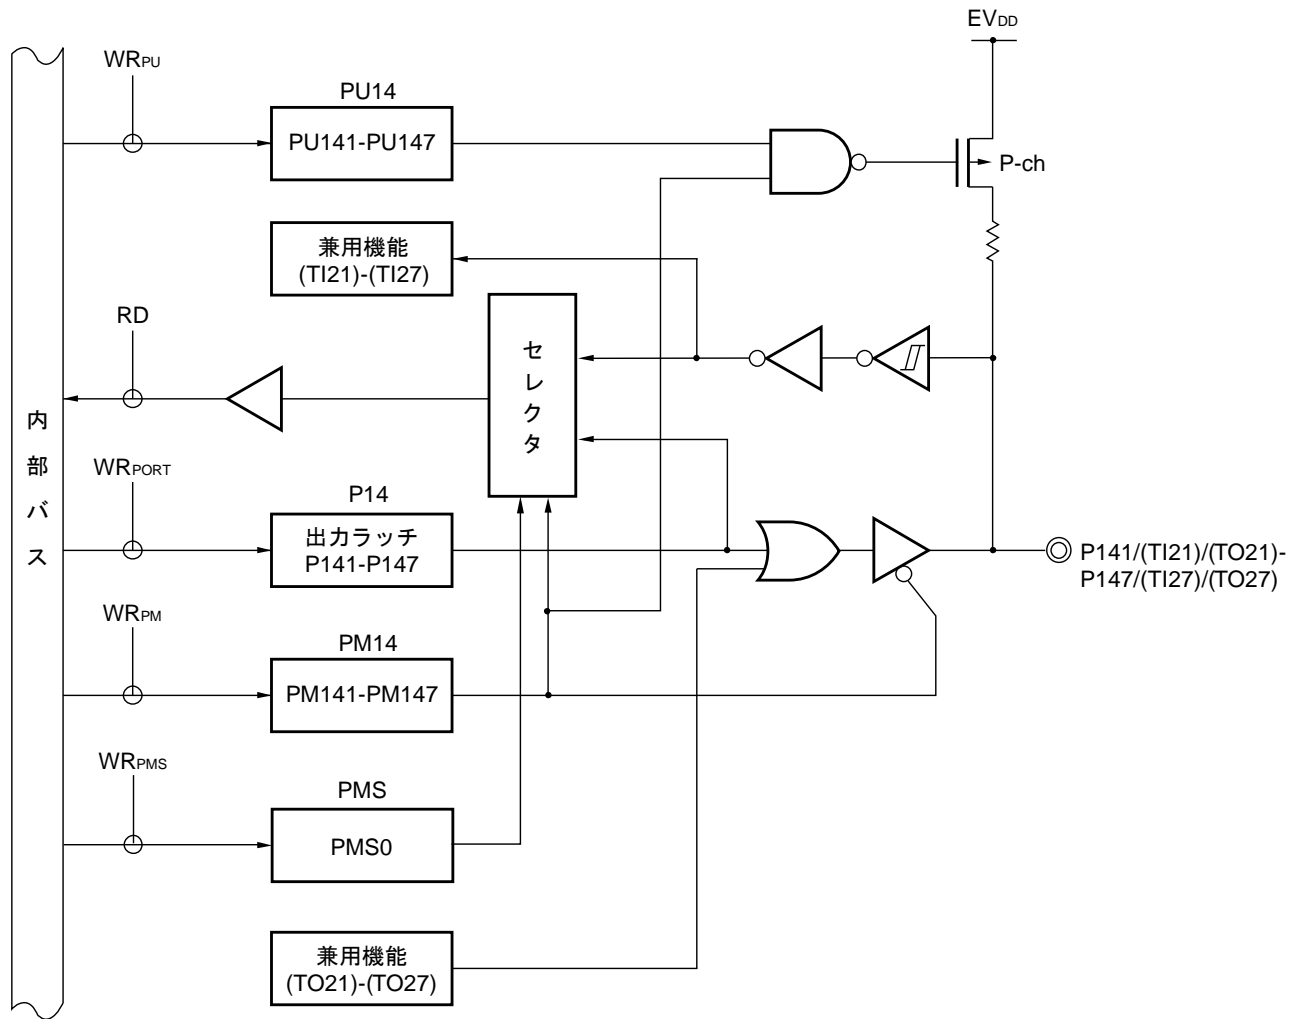 EVDD
WRPU
PU14
PU141-PU147
P-ch
兼用機能
(TI21)-(TI27)
RD
セレクタ
内部バス
WRPORT
P14
出力ラッチ
P141-P147
P141/(TI21)/(TO21)-
P147/(TI27)/(TO27)
WRPM
PM14
PM141-PM147
WRPMS
PMS
PMS0
兼用機能
(TO21)-(TO27)